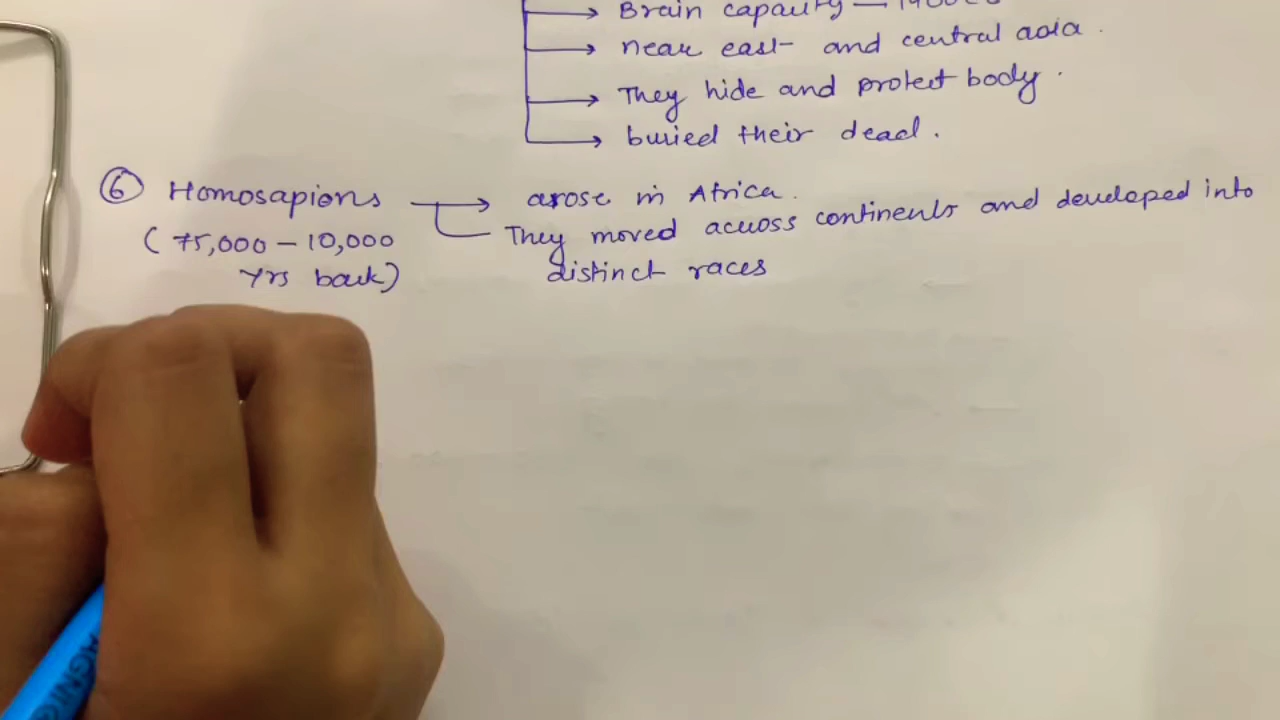 Brain capacity —
near east and central asia.
They hide and protect body.
buried their dead.
⑥ Homosapions → arose in Africa.
They moved across continents and developed into
(75,000 – 10,000
distinct races
yrs back)